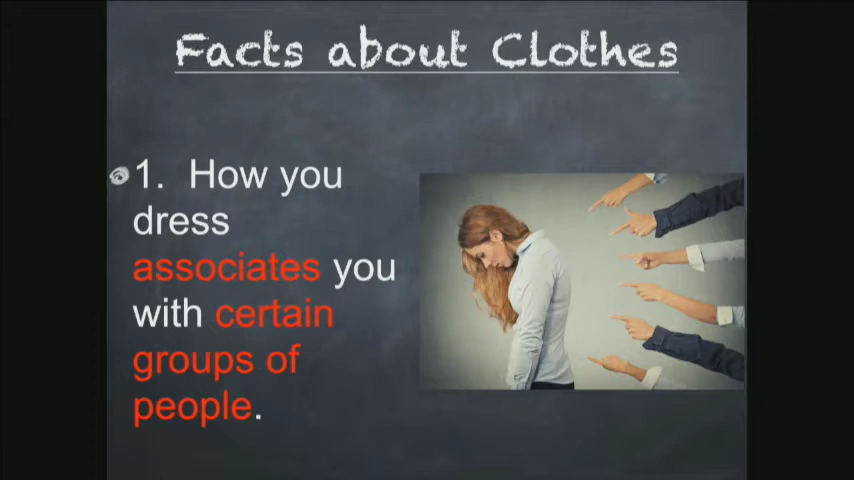 Facts about Clothes
1. How you
dress
associates you
with certain
groups of
people.